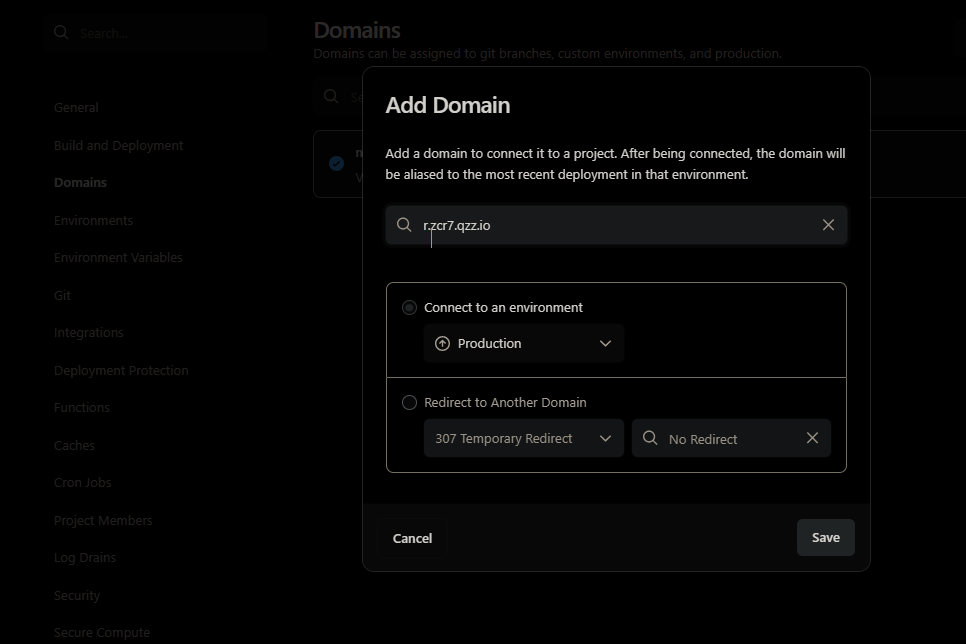 Search...
Domains
Domains can be assigned to git branches, custom environments, and production.
Se
General
Build and Deployment
Domains
Environments
Environment Variables
Git
Integrations
Deployment Protection
Functions
Caches
Cron Jobs
Project Members
Log Drains
Security
Secure Compute
Add Domain
Add a domain to connect it to a project. After being connected, the domain will
be aliased to the most recent deployment in that environment.
r.zcr7.qzz.io
Connect to an environment
Production
Redirect to Another Domain
307 Temporary Redirect
No Redirect
Cancel
Save